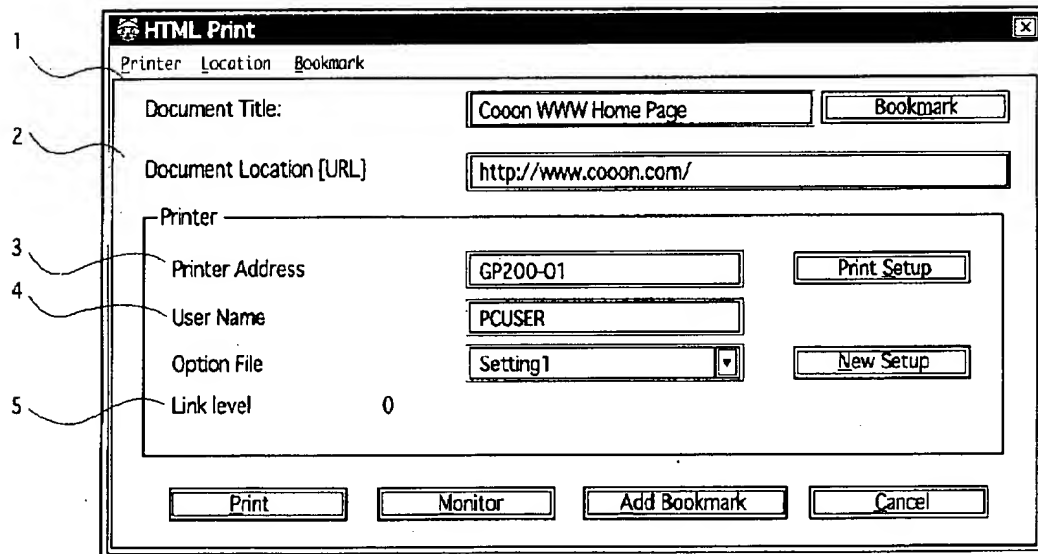 HTML Print
Printer Location Bookmark
1
Document Title: Cooon WWW Home Page Bookmark
2
Document Location [URL} http://www.cooon.com/
Printer
3
Printer Address GP200-01 Print Setup
4
User Name PCUSER
Option File Setting1 New Setup
5
Link level 0
Print Monitor Add Bookmark Cancel